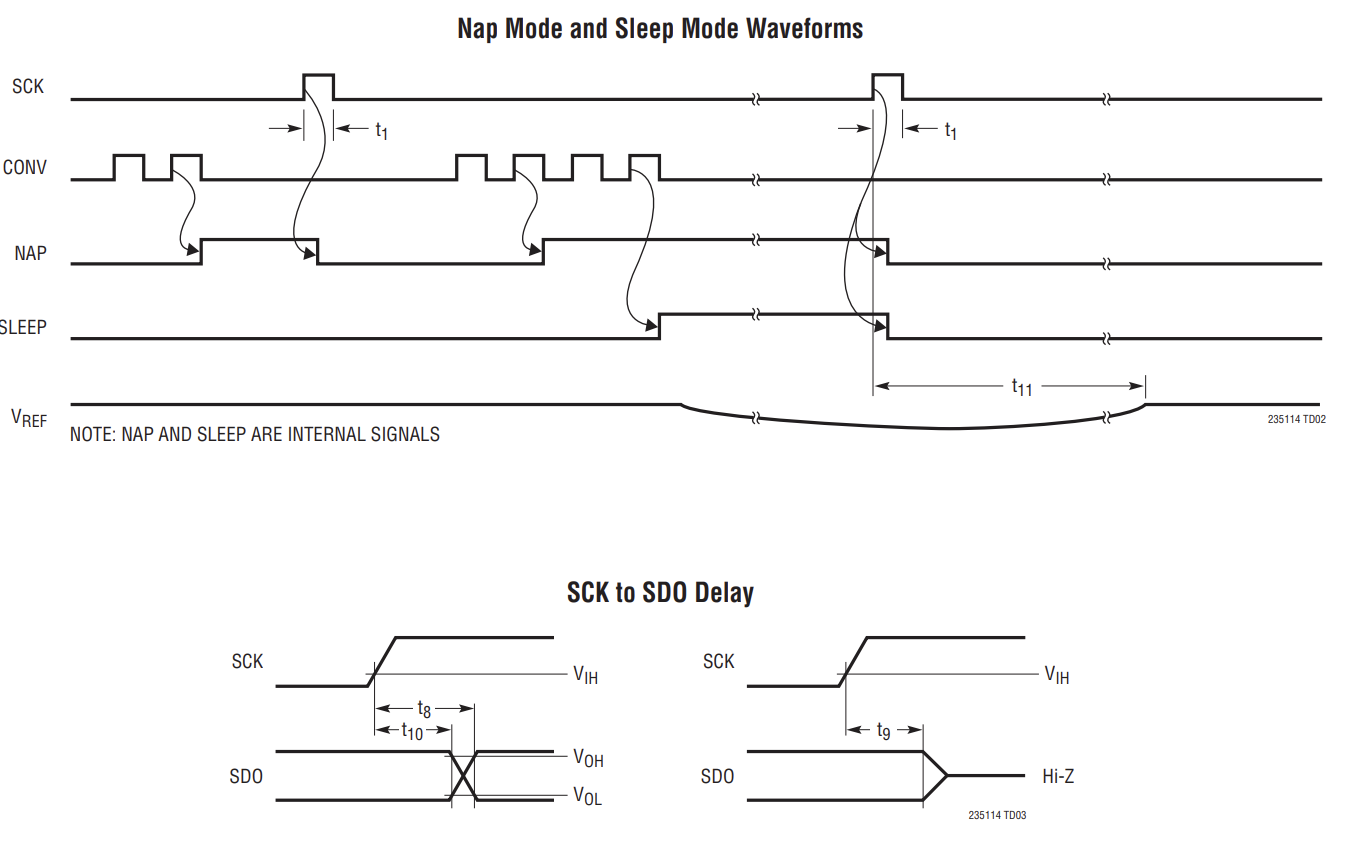 Nap Mode and Sleep Mode Waveforms
SCK
t1 t1
CONV
NAP
SLEEP
t11
VREF
235114 TD02
NOTE: NAP AND SLEEP ARE INTERNAL SIGNALS
SCK to SDO Delay
SCK VIH SCK VIH
t8
t10 t9
SDO VOH SDO Hi-Z
VOL
235114 TD03